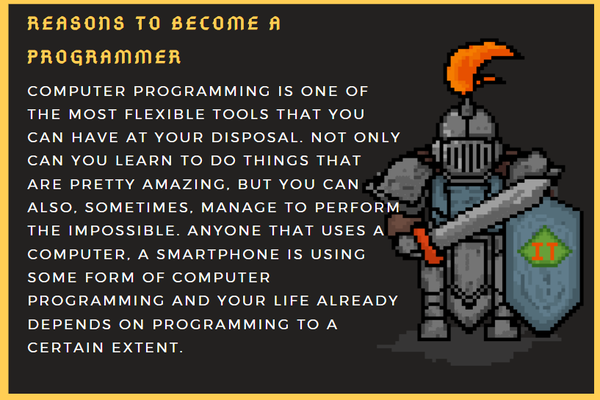 REASONS TO BECOME A
PROGRAMMER
COMPUTER PROGRAMMING IS ONE OF
THE MOST FLEXIBLE TOOLS THAT YOU
CAN HAVE AT YOUR DISPOSAL. NOT ONLY
CAN YOU LEARN TO DO THINGS THAT
ARE PRETTY AMAZING, BUT YOU CAN
ALSO, SOMETIMES, MANAGE TO PERFORM
THE IMPOSSIBLE. ANYONE THAT USES A
COMPUTER, A SMARTPHONE IS USING
SOME FORM OF COMPUTER
PROGRAMMING AND YOUR LIFE ALREADY
DEPENDS ON PROGRAMMING TO A
CERTAIN EXTENT.
IT